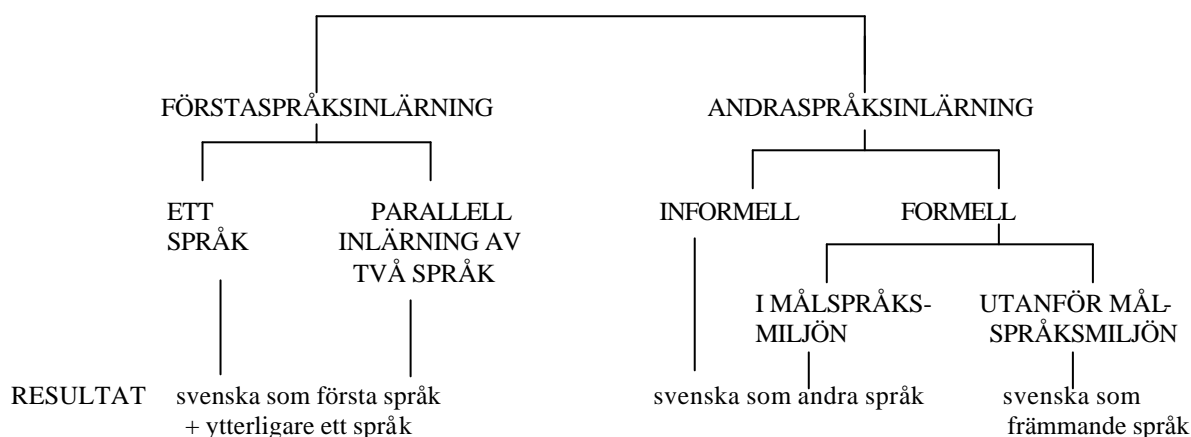 FÖRSTASPRÅKSINLÄRNING
ANDRASPRÅKSINLÄRNING
ETT
SPRÅK
PARALLELL
INLÄRNING AV
TVÅ SPRÅK
INFORMELL
FORMELL
I MÅLSPRÅKS-
MILJÖN
UTANFÖR MÅL-
SPRÅKSMILJÖN
RESULTAT
svenska som första språk
+ ytterligare ett språk
svenska som andra språk
svenska som
främmande språk